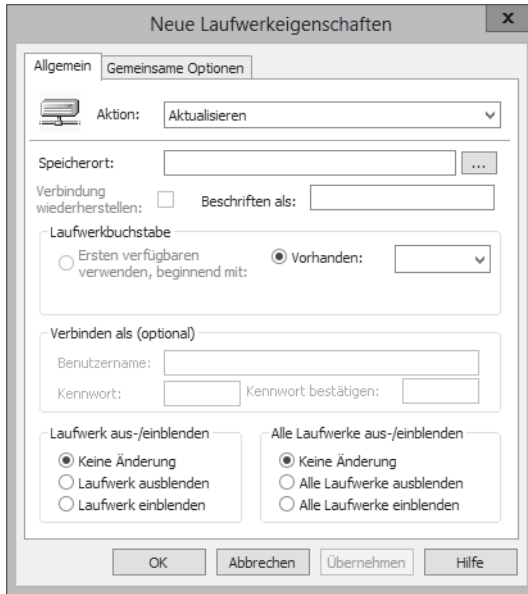 Neue Laufwerkeigenschaften
x
Allgemein
Gemeinsame Optionen
Aktion:
Aktualisieren
Speicherort:
...
Verbindung
wiederherstellen:
Beschriften als:
Laufwerkbuchstabe
Ersten verfügbaren
verwenden, beginnend mit:
Vorhanden:
Verbinden als (optional)
Benutzername:
Kennwort:
Kennwort bestätigen:
Laufwerk aus-/einblenden
Keine Änderung
Laufwerk ausblenden
Laufwerk einblenden
Alle Laufwerke aus-/einblenden
Keine Änderung
Alle Laufwerke ausblenden
Alle Laufwerke einblenden
OK
Abbrechen
Übernehmen
Hilfe